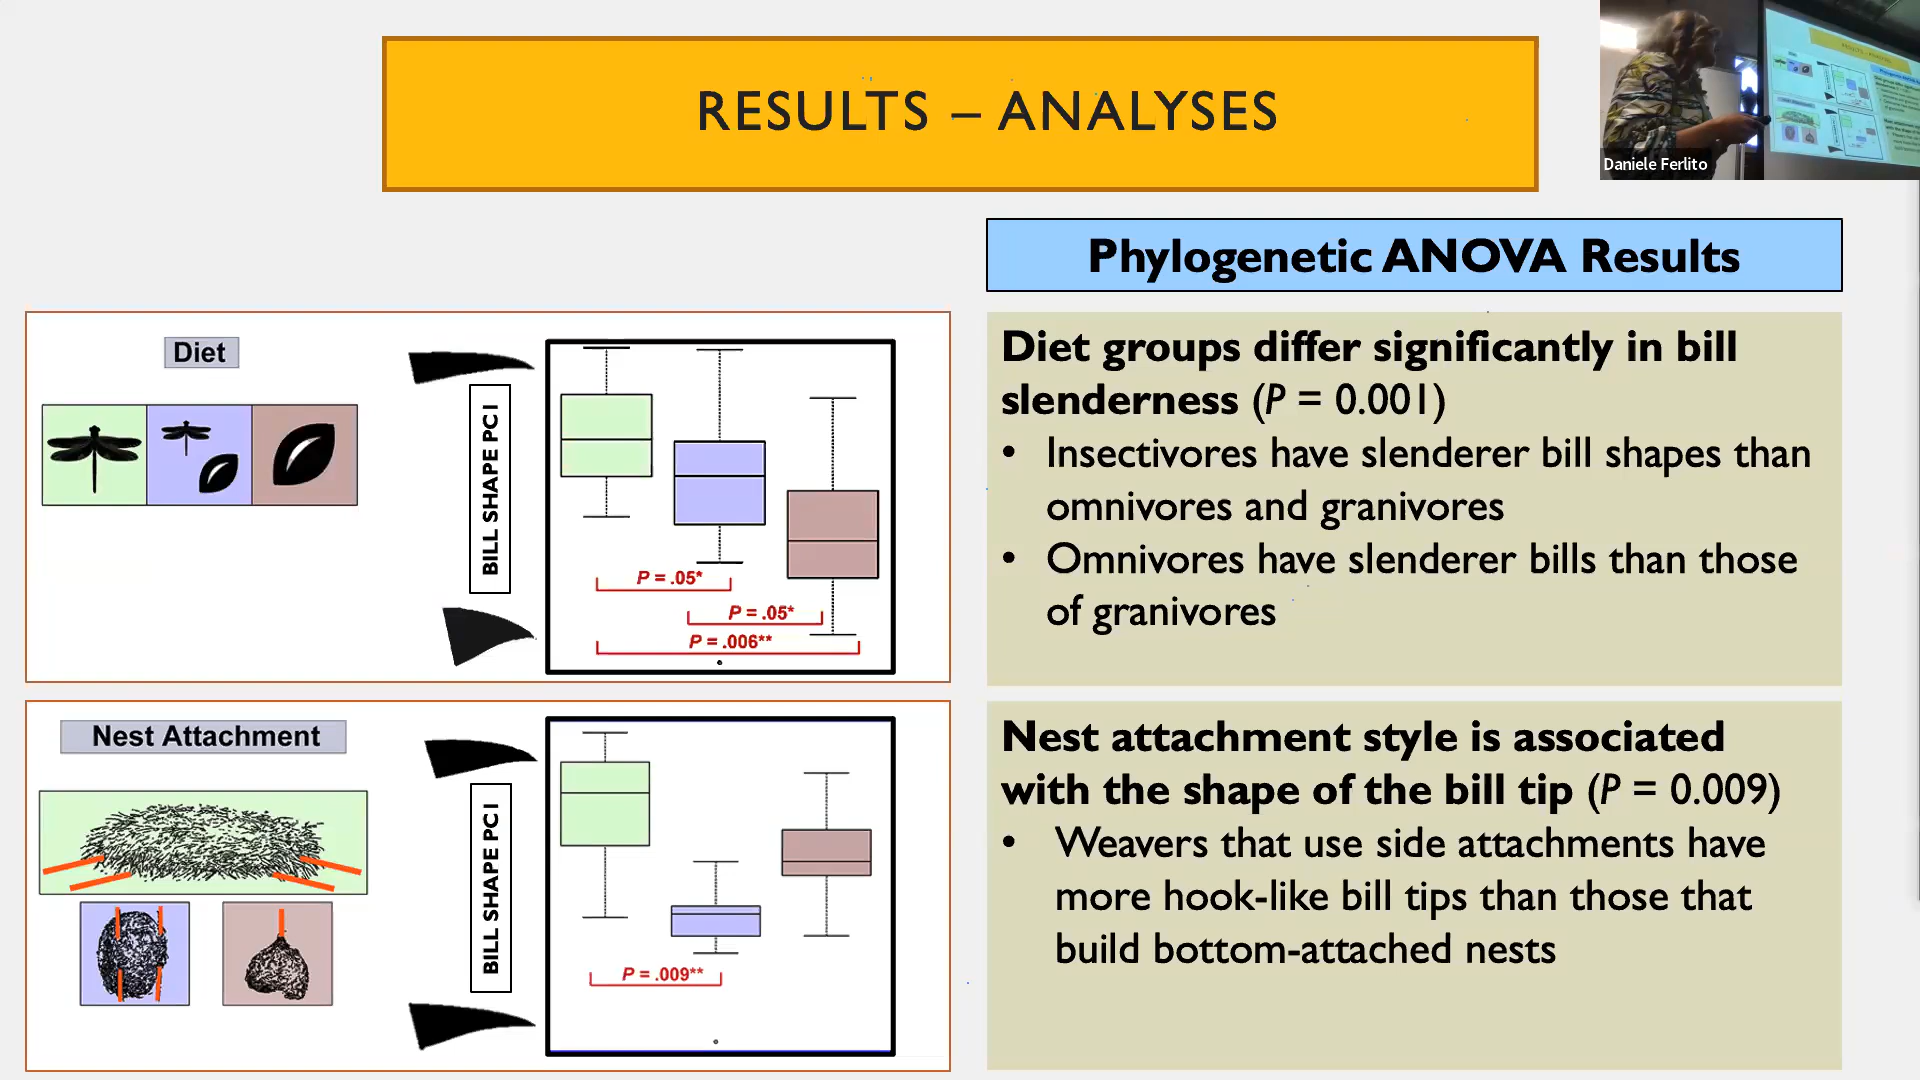 RESULTS – ANALYSES
Daniele Ferlito
Phylogenetic ANOVA Results
Diet
BILL SHAPE PC I
P = .05*
P = .05*
P = .006**
Diet groups differ significantly in bill
slenderness (P = 0.001)
• Insectivores have slenderer bill shapes than
omnivores and granivores
• Omnivores have slenderer bills than those
of granivores
Nest Attachment
BILL SHAPE PC I
P = .009**
Nest attachment style is associated
with the shape of the bill tip (P = 0.009)
• Weavers that use side attachments have
more hook-like bill tips than those that
build bottom-attached nests